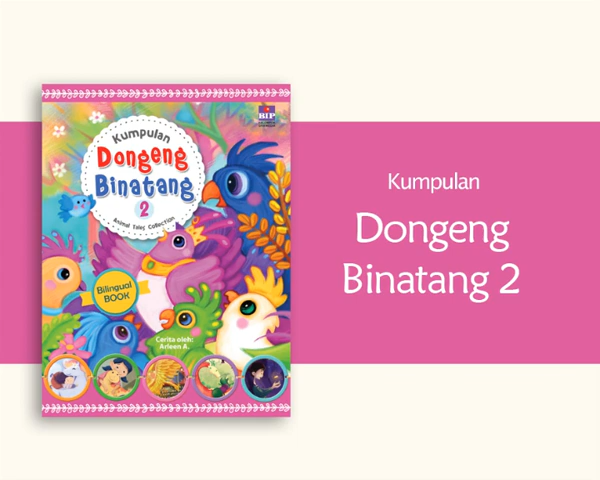 BIP
Kumpulan
Dongeng
Binatang
2
Animal Tales Collection
Bilingual
BOOK
Cerita oleh:
Arleen A.
Kumpulan
Dongeng
Binatang 2